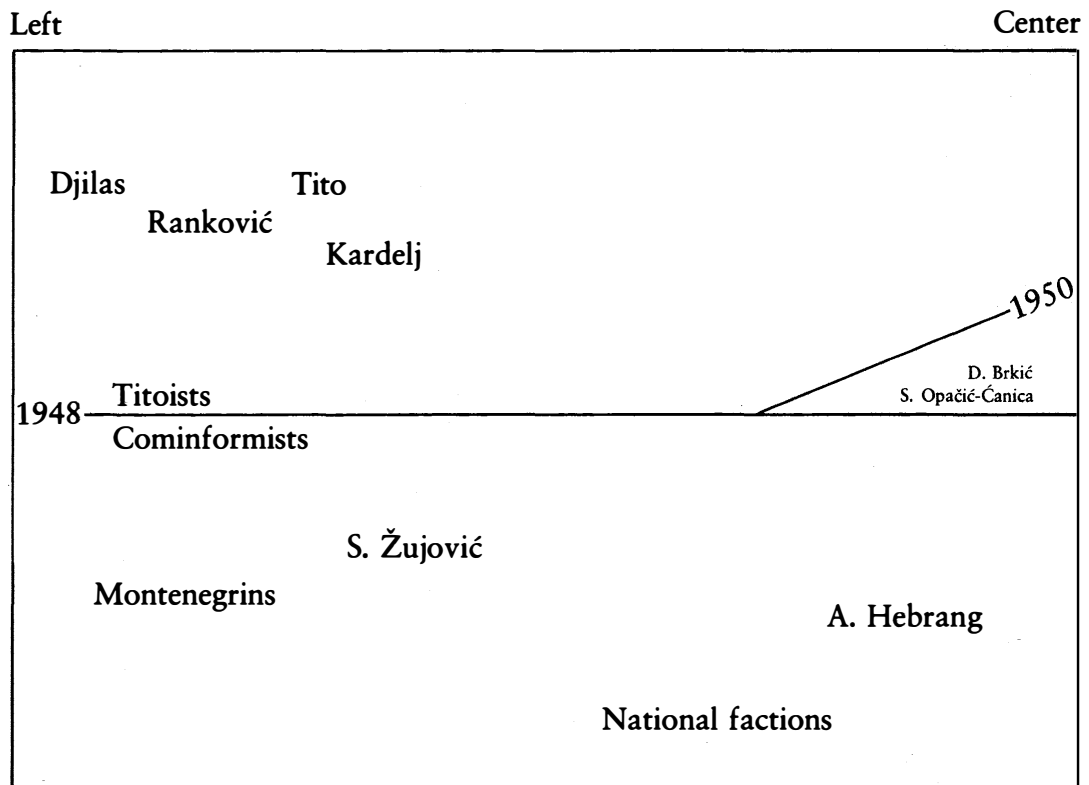 Left Center
Djilas Tito
Ranković
Kardelj
1950
D. Brkić
S. Opačić-Ćanica
Titoists
1948
Cominformists
S. Žujović
Montenegrins
A. Hebrang
National factions